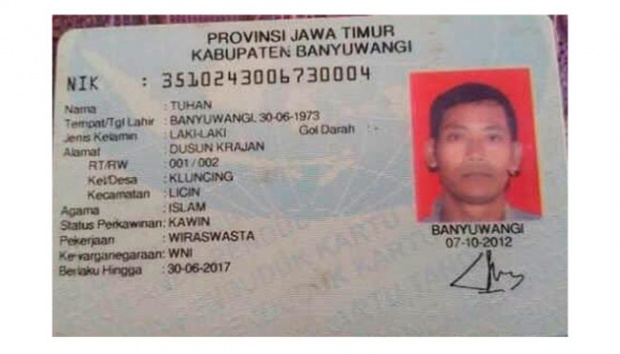 PROVINSI JAWA TIMUR
KABUPATEN BANYUWANGI
NIK : 3510243006730004
Nama : TUHAN
Tempat/Tgl Lahir : BANYUWANGI, 30-06-1973
Jenis Kelamin : LAKI-LAKI Gol Darah :
Alamat : DUSUN KRAJAN
RT/RW : 001/002
Kel/Desa : KLUNCING
Kecamatan : LICIN
Agama : ISLAM
Status Perkawinan: KAWIN
Pekerjaan : WIRASWASTA
Kewarganegaraan: WNI
Berlaku Hingga : 30-06-2017
BANYUWANGI
07-10-2012